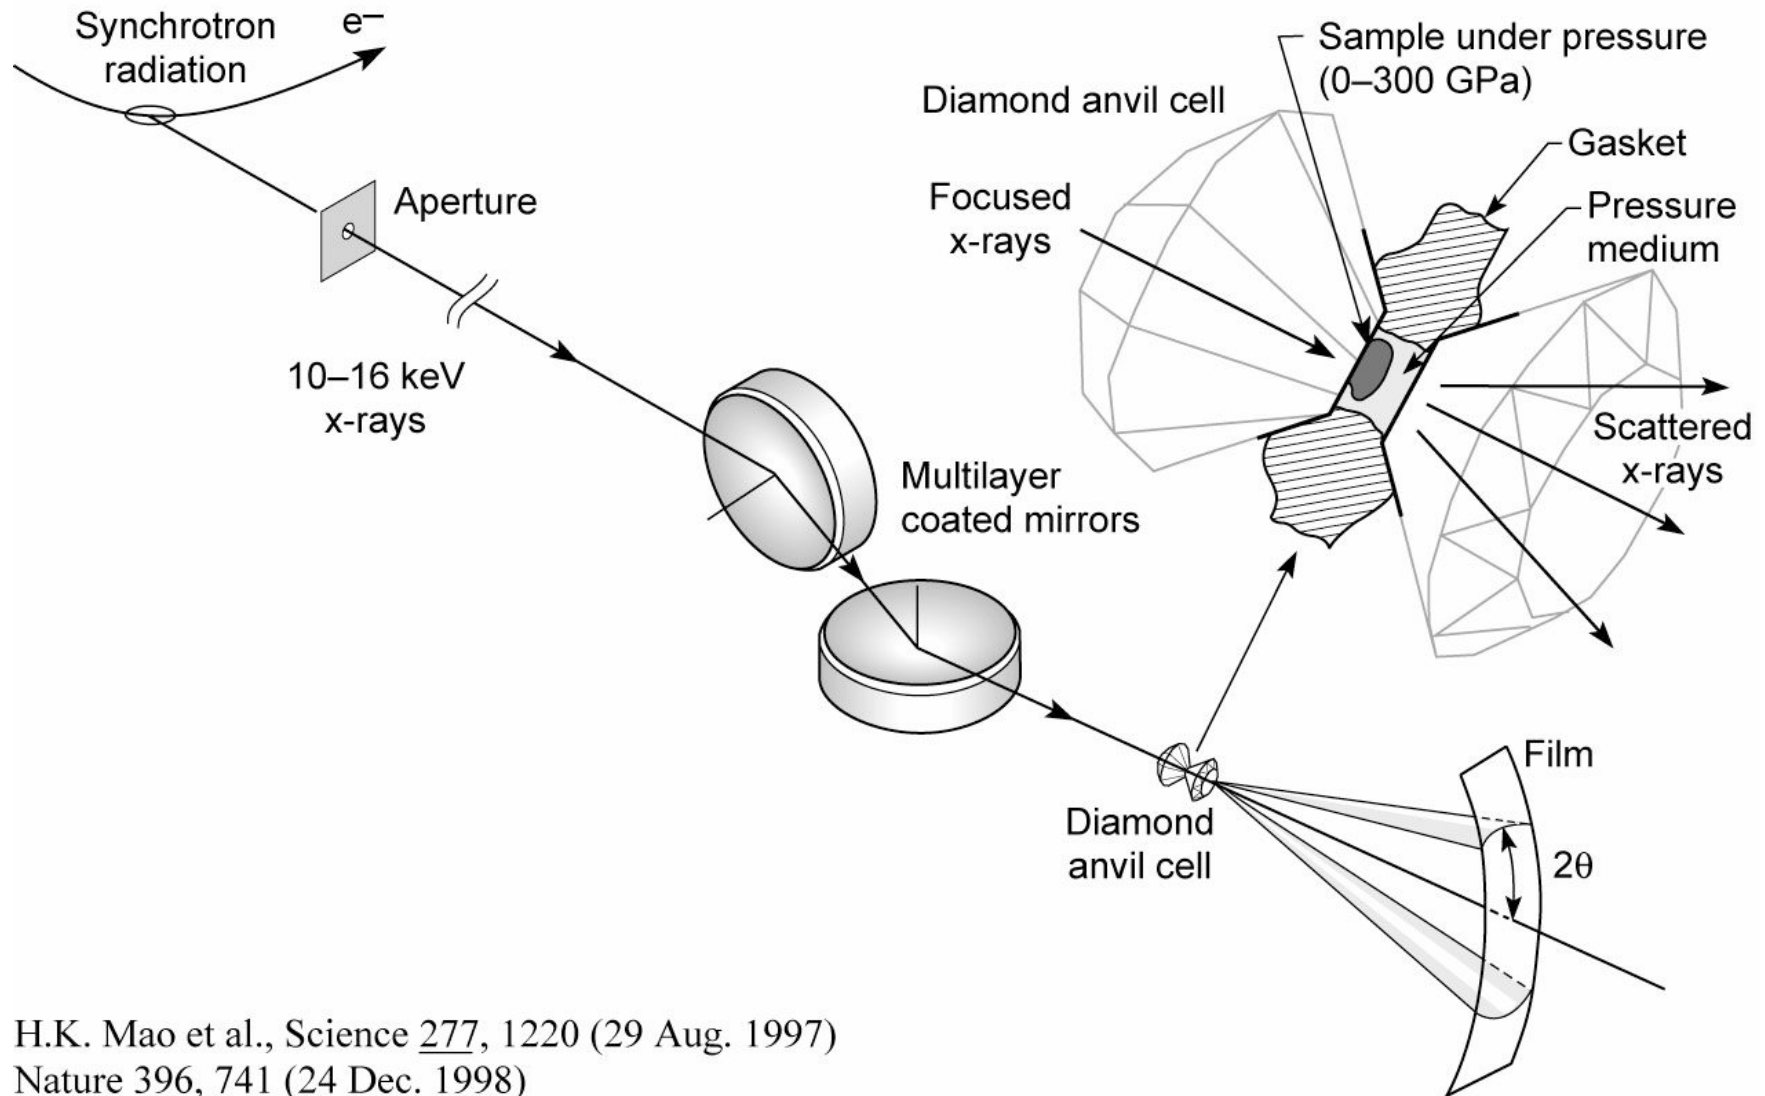 Synchrotron
radiation
e–
Aperture
10–16 keV
x-rays
Multilayer
coated mirrors
Diamond anvil cell
Focused
x-rays
Sample under pressure
(0–300 GPa)
Gasket
Pressure
medium
Scattered
x-rays
Diamond
anvil cell
Film
2θ
H.K. Mao et al., Science 277, 1220 (29 Aug. 1997)
Nature 396, 741 (24 Dec. 1998)